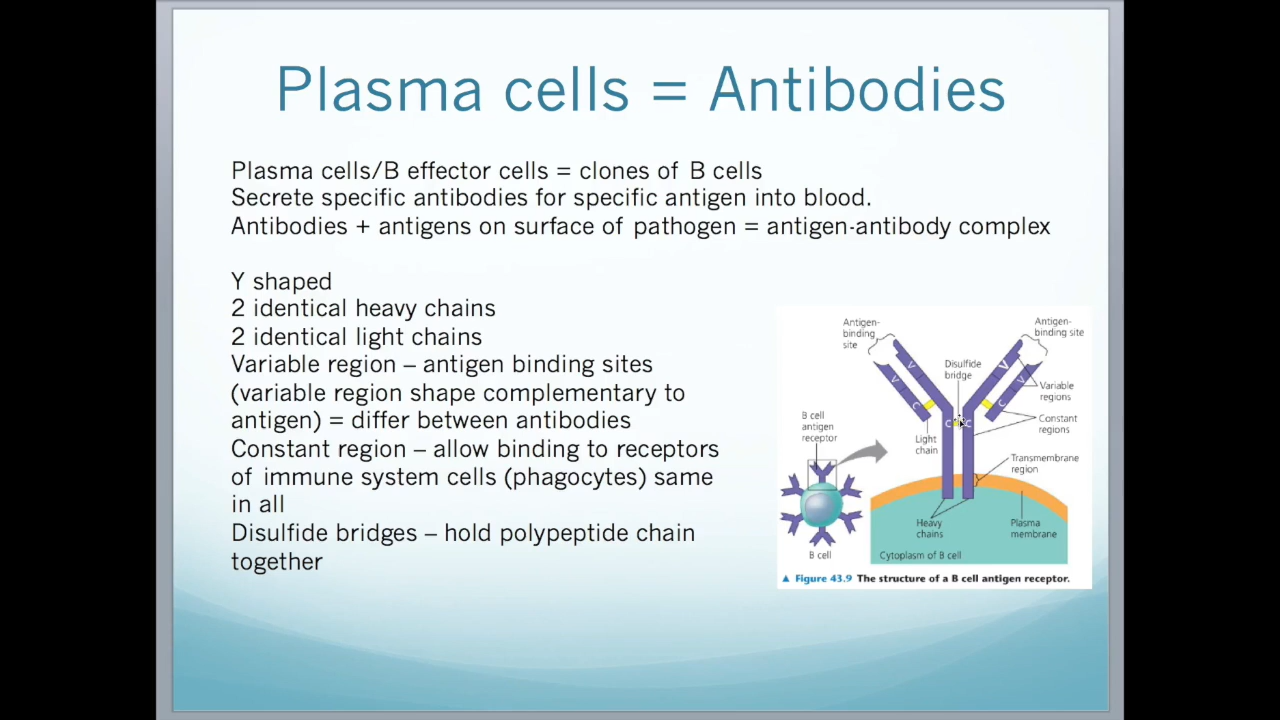 Plasma cells = Antibodies
Plasma cells/B effector cells = clones of B cells
Secrete specific antibodies for specific antigen into blood.
Antibodies + antigens on surface of pathogen = antigen-antibody complex
Y shaped
2 identical heavy chains
2 identical light chains
Variable region – antigen binding sites
(variable region shape complementary to
antigen) = differ between antibodies
Constant region – allow binding to receptors
of immune system cells (phagocytes) same
in all
Disulfide bridges – hold polypeptide chain
together
Antigen-
binding
site
Antigen-
binding site
Disulfide
bridge
V
V
V
V
C
C
C
C
Variable
regions
Constant
regions
B cell
antigen
receptor
Light
chain
Transmembrane
region
Heavy
chains
Plasma
membrane
B cell
Cytoplasm of B cell
▲ Figure 43.9 The structure of a B cell antigen receptor.